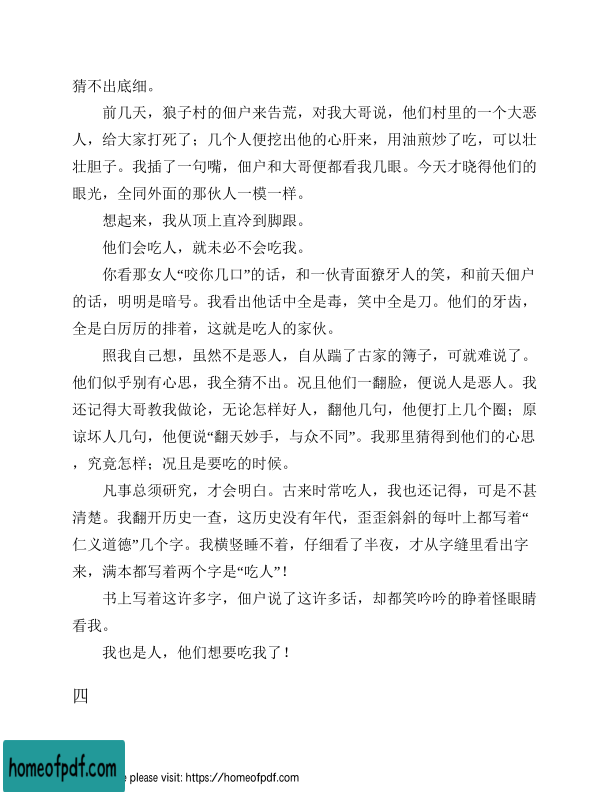 猜不出底细。
前几天，狼子村的佃户来告荒，对我大哥说，他们村里的一个大恶
人，给大家打死了；几个人便挖出他的心肝来，用油煎炒了吃，可以壮
壮胆子。我插了一句嘴，佃户和大哥便都看我几眼。今天才晓得他们的
眼光，全同外面的那伙人一模一样。
想起来，我从顶上直冷到脚跟。
他们会吃人，就未必不会吃我。
你看那女人“咬你几口”的话，和一伙青面獠牙人的笑，和前天佃户
的话，明明是暗号。我看出他话中全是毒，笑中全是刀。他们的牙齿，
全是白厉厉的排着，这就是吃人的家伙。
照我自己想，虽然不是恶人，自从踹了古家的簿子，可就难说了。
他们似乎别有心思，我全猜不出。况且他们一翻脸，便说人是恶人。我
还记得大哥教我做论，无论怎样好人，翻他几句，他便打上几个圈；原
谅坏人几句，他便说“翻天妙手，与众不同”。我那里猜得到他们的心思
，究竟怎样；况且是要吃的时候。
凡事总须研究，才会明白。古来时常吃人，我也还记得，可是不甚
清楚。我翻开历史一查，这历史没有年代，歪歪斜斜的每叶上都写着“
仁义道德”几个字。我横竖睡不着，仔细看了半夜，才从字缝里看出字
来，满本都写着两个字是“吃人”！
书上写着这许多字，佃户说了这许多话，却都笑吟吟的睁着怪眼睛
看我。
我也是人，他们想要吃我了！
四
homeofpdf.com
e please visit: https://homeofpdf.com